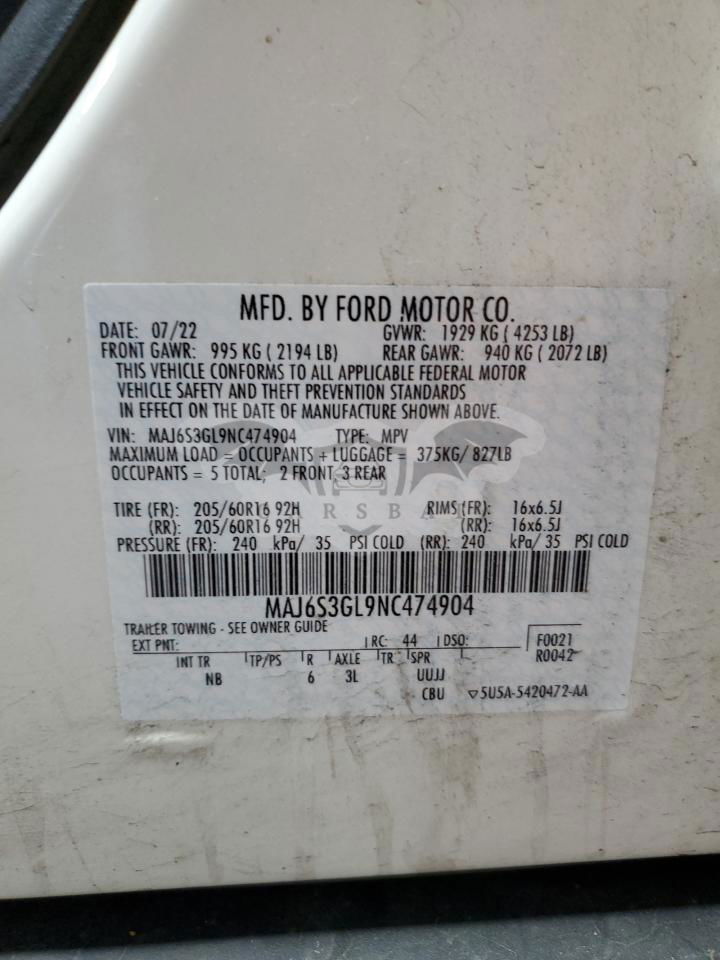 MFD. BY FORD MOTOR CO.
DATE: 07/22 GVWR: 1929 KG ( 4253 LB)
FRONT GAWR: 995 KG ( 2194 LB) REAR GAWR: 940 KG ( 2072 LB)
THIS VEHICLE CONFORMS TO ALL APPLICABLE FEDERAL MOTOR
VEHICLE SAFETY AND THEFT PREVENTION STANDARDS
IN EFFECT ON THE DATE OF MANUFACTURE SHOWN ABOVE.
VIN: MAJ6S3GL9NC474904 TYPE: MPV
MAXIMUM LOAD = OCCUPANTS + LUGGAGE = 375KG/ 827LB
OCCUPANTS = 5 TOTAL; 2 FRONT 3 REAR
TIRE (FR): 205/60R16 92H RIMS (FR): 16x6.5J
(RR): 205/60R16 92H (RR): 16x6.5J
RSBA
PRESSURE (FR): 240 kPa/ 35 PSI COLD (RR): 240 kPa/ 35 PSI COLD
MAJ6S3GL9NC474904
TRAILER TOWING - SEE OWNER GUIDE
EXT PNT: RC: 44 DSO: F0021
R0042
INT TR TP/PS R AXLE TR SPR
NB 6 3L UUJJ
CBU ▽5U5A-5420472-AA